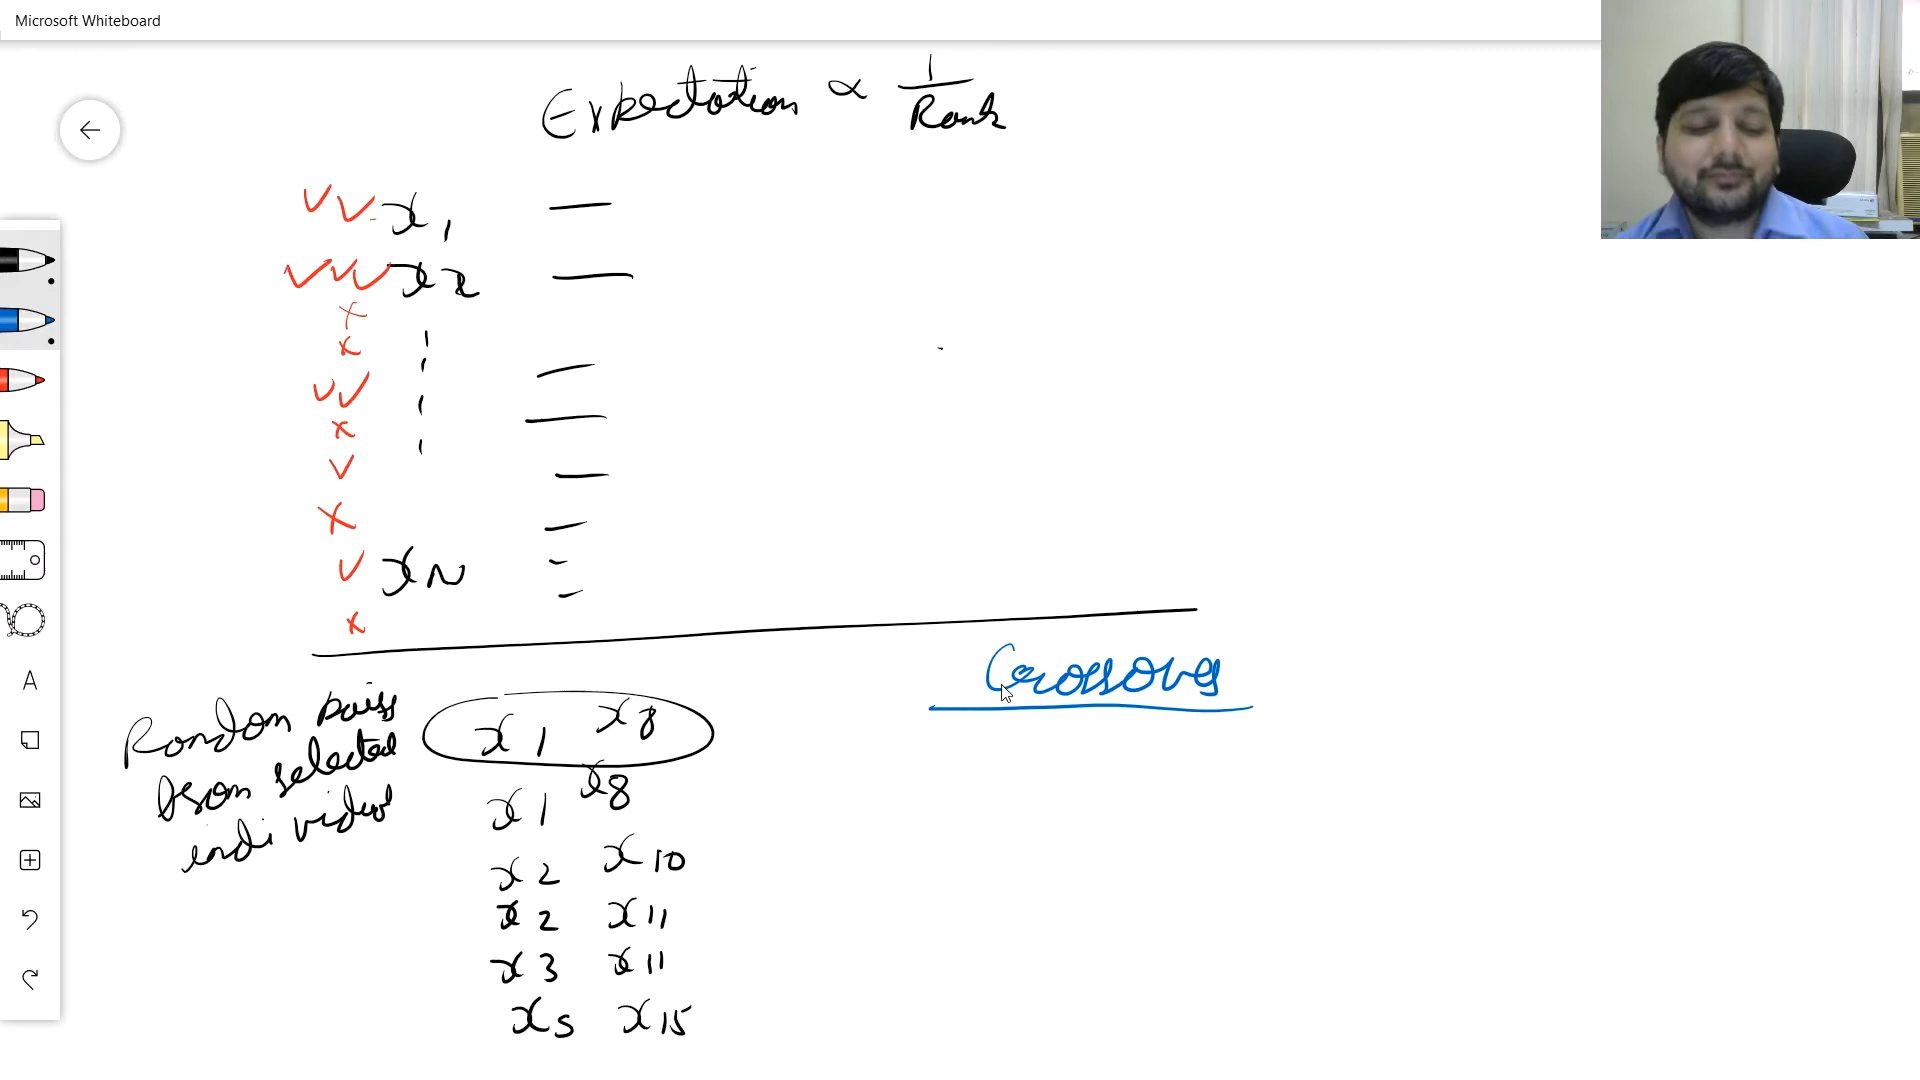 Microsoft Whiteboard
Expectation ∝ 1/Rank
x1
x2
xN
Crossover
Random pairs
from selected
individual
x1 x8
x1 x8
x2 x10
x2 x11
x3 x11
x5 x15
A